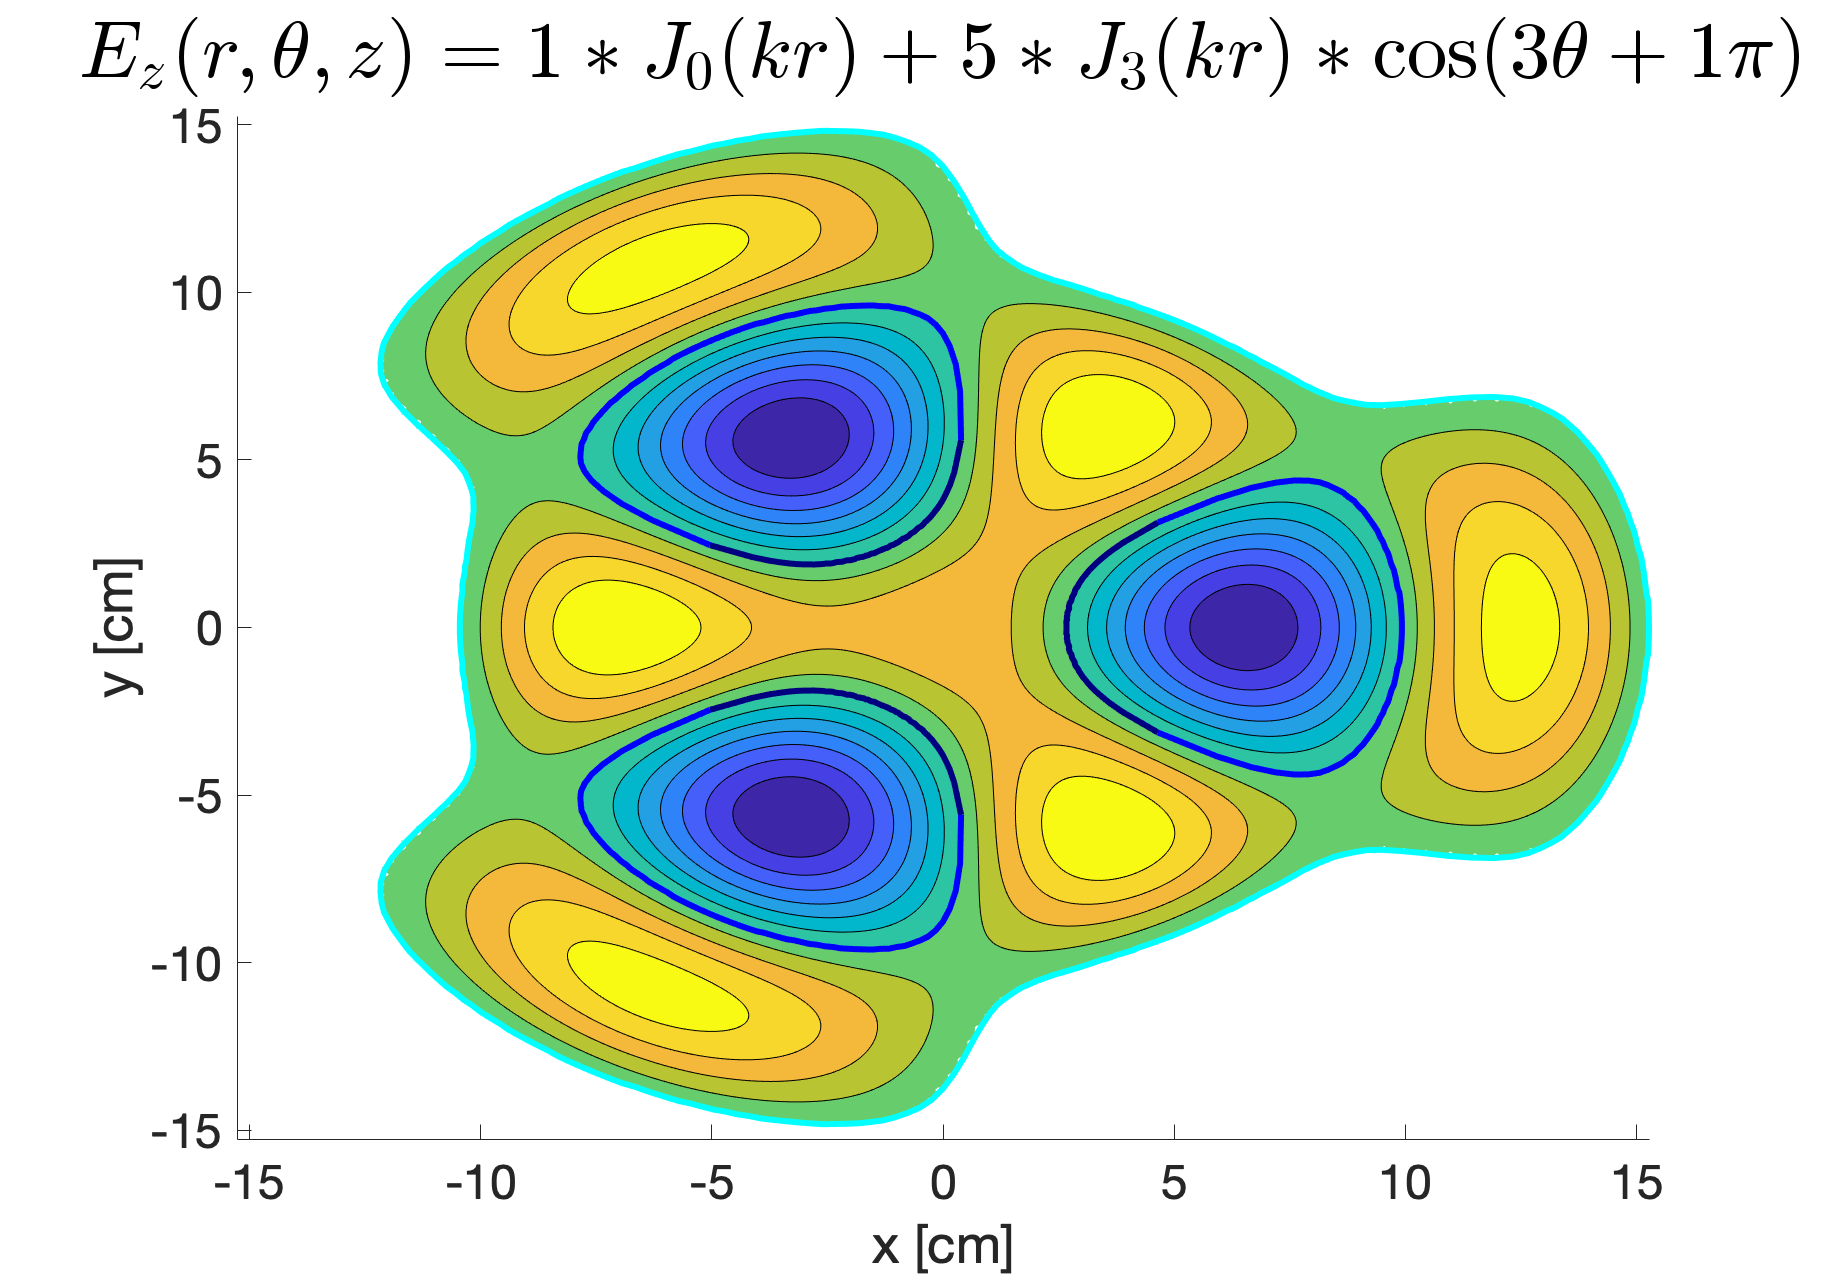 E_z(r, θ, z) = 1 * J_0(kr) + 5 * J_3(kr) * cos(3θ + 1π)
15
10
5
0
-5
-10
-15
y [cm]
-15 -10 -5 0 5 10 15
x [cm]